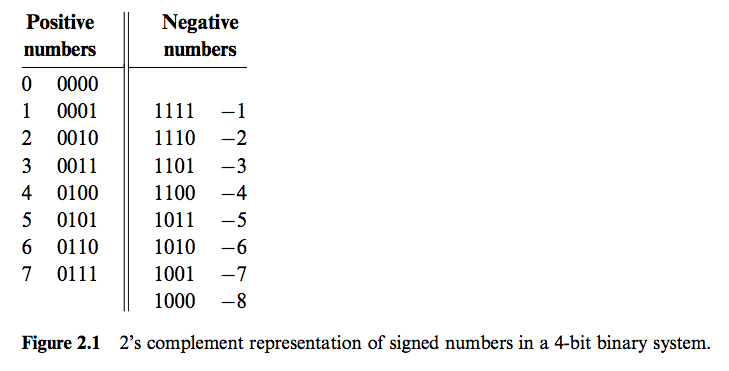 Positive numbers Negative numbers
0 0000
1 0001 1111 −1
2 0010 1110 −2
3 0011 1101 −3
4 0100 1100 −4
5 0101 1011 −5
6 0110 1010 −6
7 0111 1001 −7
1000 −8
Figure 2.1 2’s complement representation of signed numbers in a 4-bit binary system.